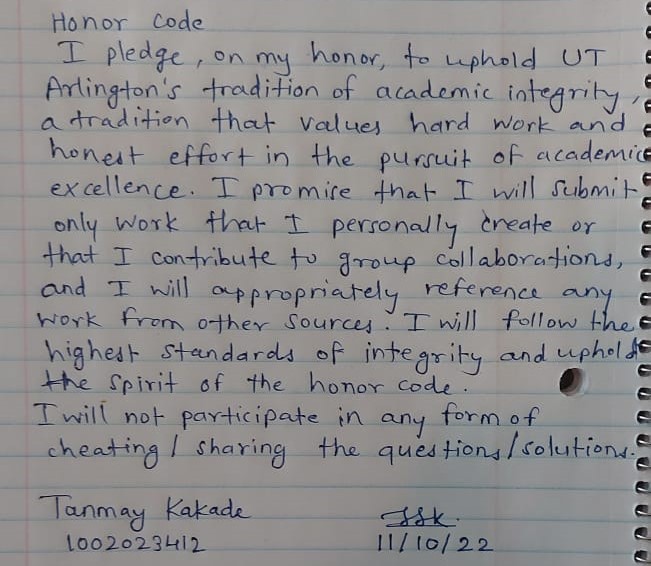 Honor Code
I pledge, on my honor, to uphold UT
Arlington's tradition of academic integrity,
a tradition that values hard work and
honest effort in the pursuit of academic
excellence. I promise that I will submit
only work that I personally create or
that I contribute to group collaborations,
and I will appropriately reference any
work from other sources. I will follow the
highest standards of integrity and uphold
the spirit of the honor code.
I will not participate in any form of
cheating / sharing the questions/solutions.
Tanmay Kakade
1002023412 11/10/22